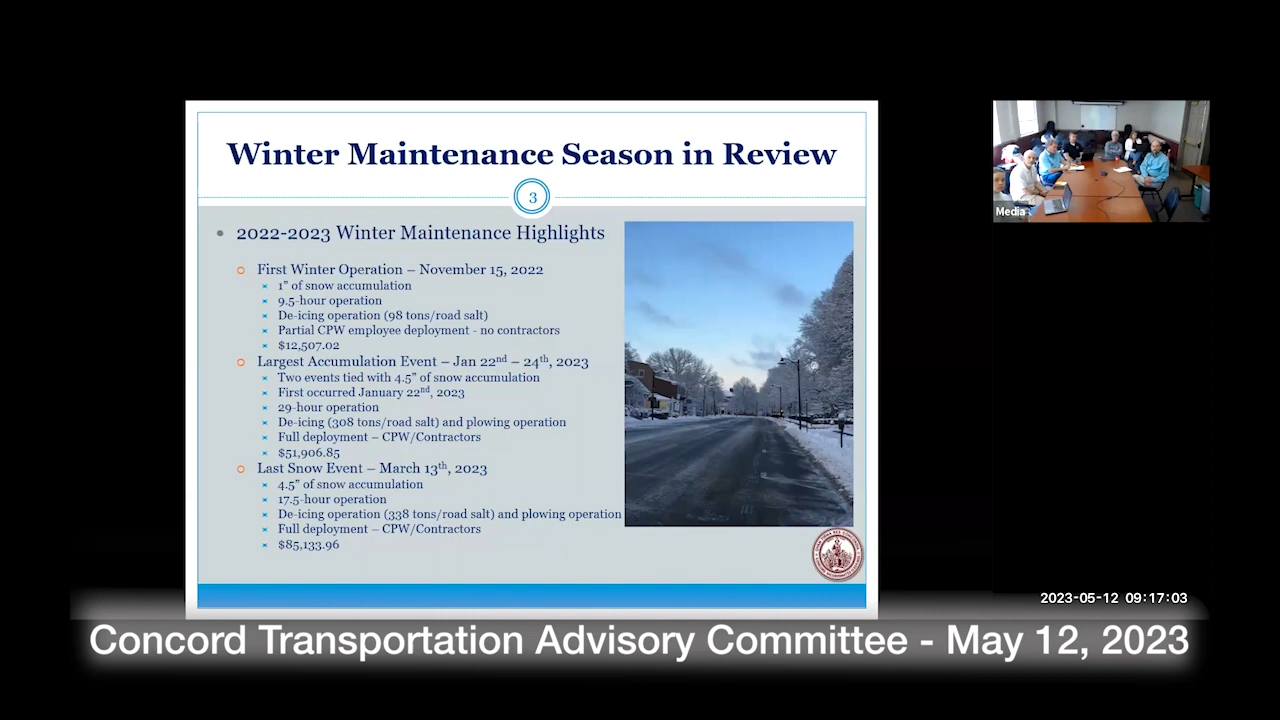 Winter Maintenance Season in Review
3
2022-2023 Winter Maintenance Highlights
First Winter Operation – November 15, 2022
1” of snow accumulation
9.5-hour operation
De-icing operation (98 tons/road salt)
Partial CPW employee deployment - no contractors
$12,507.02
Largest Accumulation Event – Jan 22nd – 24th, 2023
Two events tied with 4.5” of snow accumulation
First occurred January 22nd, 2023
29-hour operation
De-icing (308 tons/road salt) and plowing operation
Full deployment – CPW/Contractors
$51,906.85
Last Snow Event – March 13th, 2023
4.5” of snow accumulation
17.5-hour operation
De-icing operation (338 tons/road salt) and plowing operation
Full deployment – CPW/Contractors
$85,133.96
Media
2023-05-12 09:17:03
Concord Transportation Advisory Committee - May 12, 2023